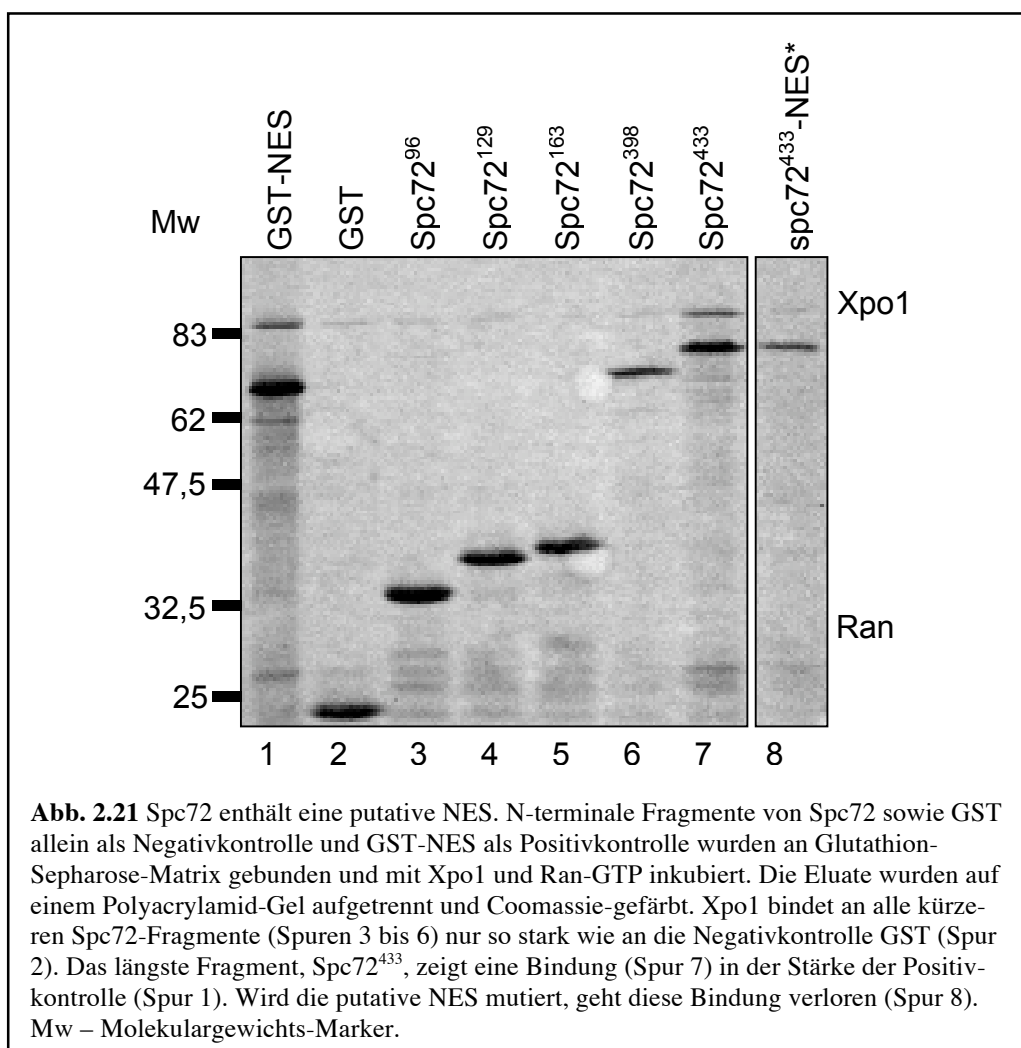 Mw
GST-NES
GST
Spc72⁹⁶
Spc72¹²⁹
Spc72¹⁶³
Spc72³⁹⁸
Spc72⁴³³
spc72⁴³³-NES*
83
62
47,5
32,5
25
Xpo1
Ran
1 2 3 4 5 6 7 8
Abb. 2.21 Spc72 enthält eine putative NES. N-terminale Fragmente von Spc72 sowie GST
allein als Negativkontrolle und GST-NES als Positivkontrolle wurden an Glutathion-
Sepharose-Matrix gebunden und mit Xpo1 und Ran-GTP inkubiert. Die Eluate wurden auf
einem Polyacrylamid-Gel aufgetrennt und Coomassie-gefärbt. Xpo1 bindet an alle kürze-
ren Spc72-Fragmente (Spuren 3 bis 6) nur so stark wie an die Negativkontrolle GST (Spur
2). Das längste Fragment, Spc72⁴³³, zeigt eine Bindung (Spur 7) in der Stärke der Positiv-
kontrolle (Spur 1). Wird die putative NES mutiert, geht diese Bindung verloren (Spur 8).
Mw – Molekulargewichts-Marker.